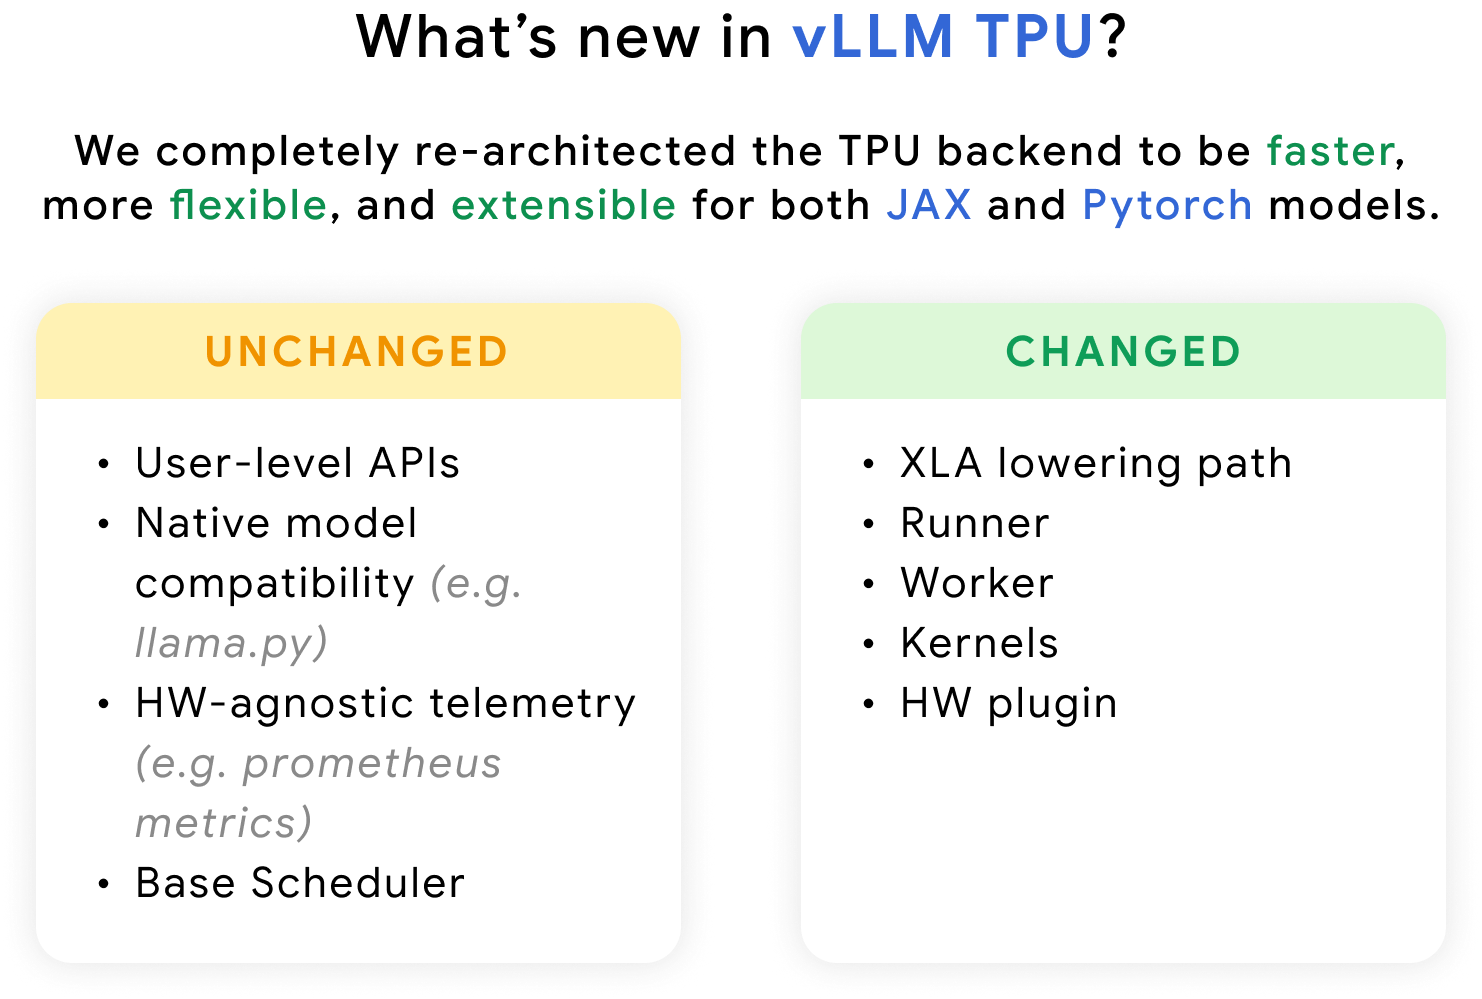 What's new in vLLM TPU?
We completely re-architected the TPU backend to be faster,
more flexible, and extensible for both JAX and Pytorch models.
UNCHANGED
• User-level APIs
• Native model
compatibility (e.g.
llama.py)
• HW-agnostic telemetry
(e.g. prometheus
metrics)
• Base Scheduler
CHANGED
• XLA lowering path
• Runner
• Worker
• Kernels
• HW plugin